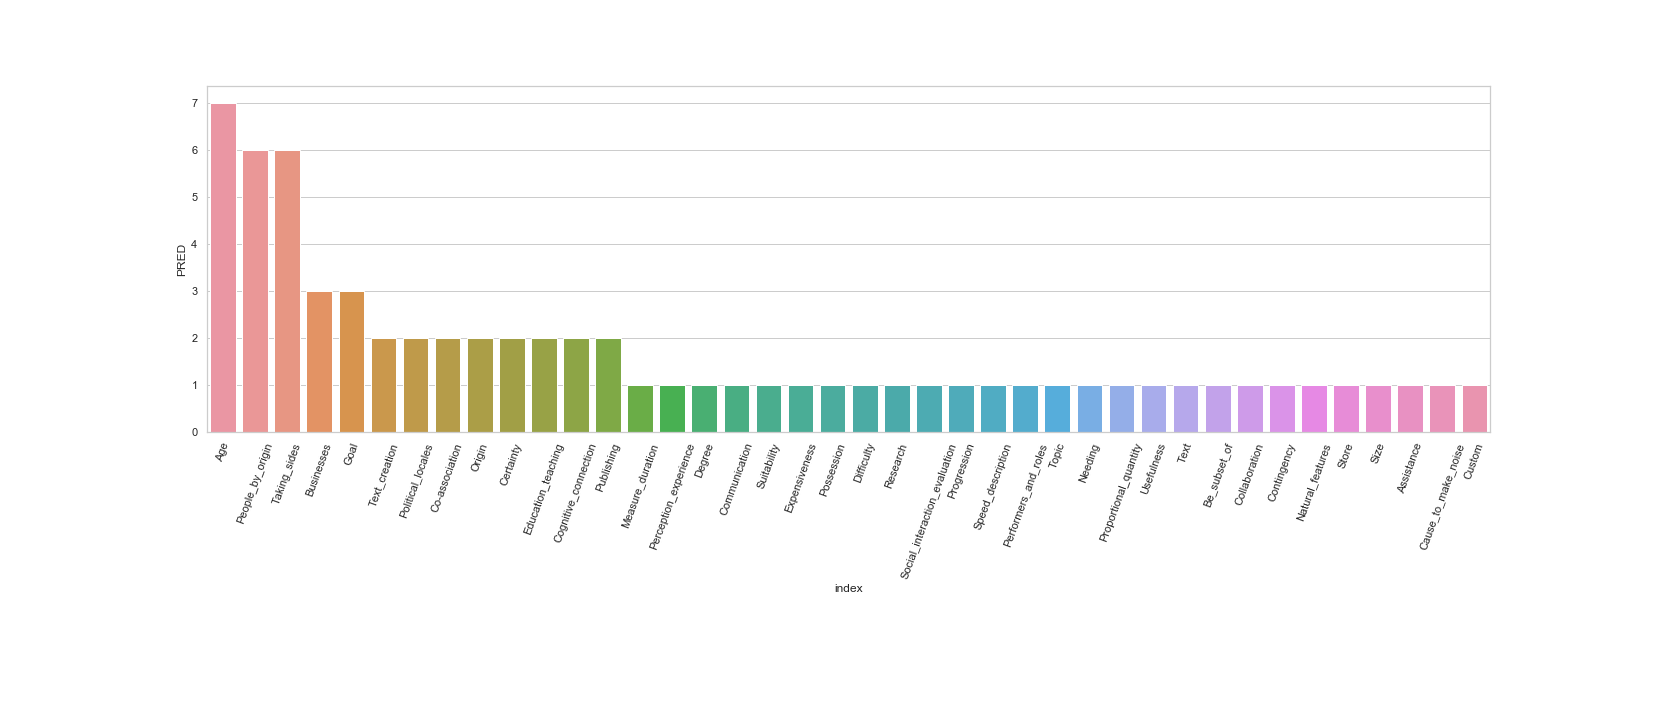 7
6
5
4
3
2
1
0
PRED
Age
People_by_origin
Taking_sides
Businesses
Goal
Text_creation
Political_locales
Co-association
Origin
Certainty
Education_teaching
Cognitive_connection
Publishing
Measure_duration
Perception_experience
Degree
Communication
Suitability
Expensiveness
Possession
Difficulty
Research
Social_interaction_evaluation
Progression
Speed_description
Performers_and_roles
Topic
Needing
Proportional_quantity
Usefulness
Text
Be_subset_of
Collaboration
Contingency
Natural_features
Store
Size
Assistance
Cause_to_make_noise
Custom
index